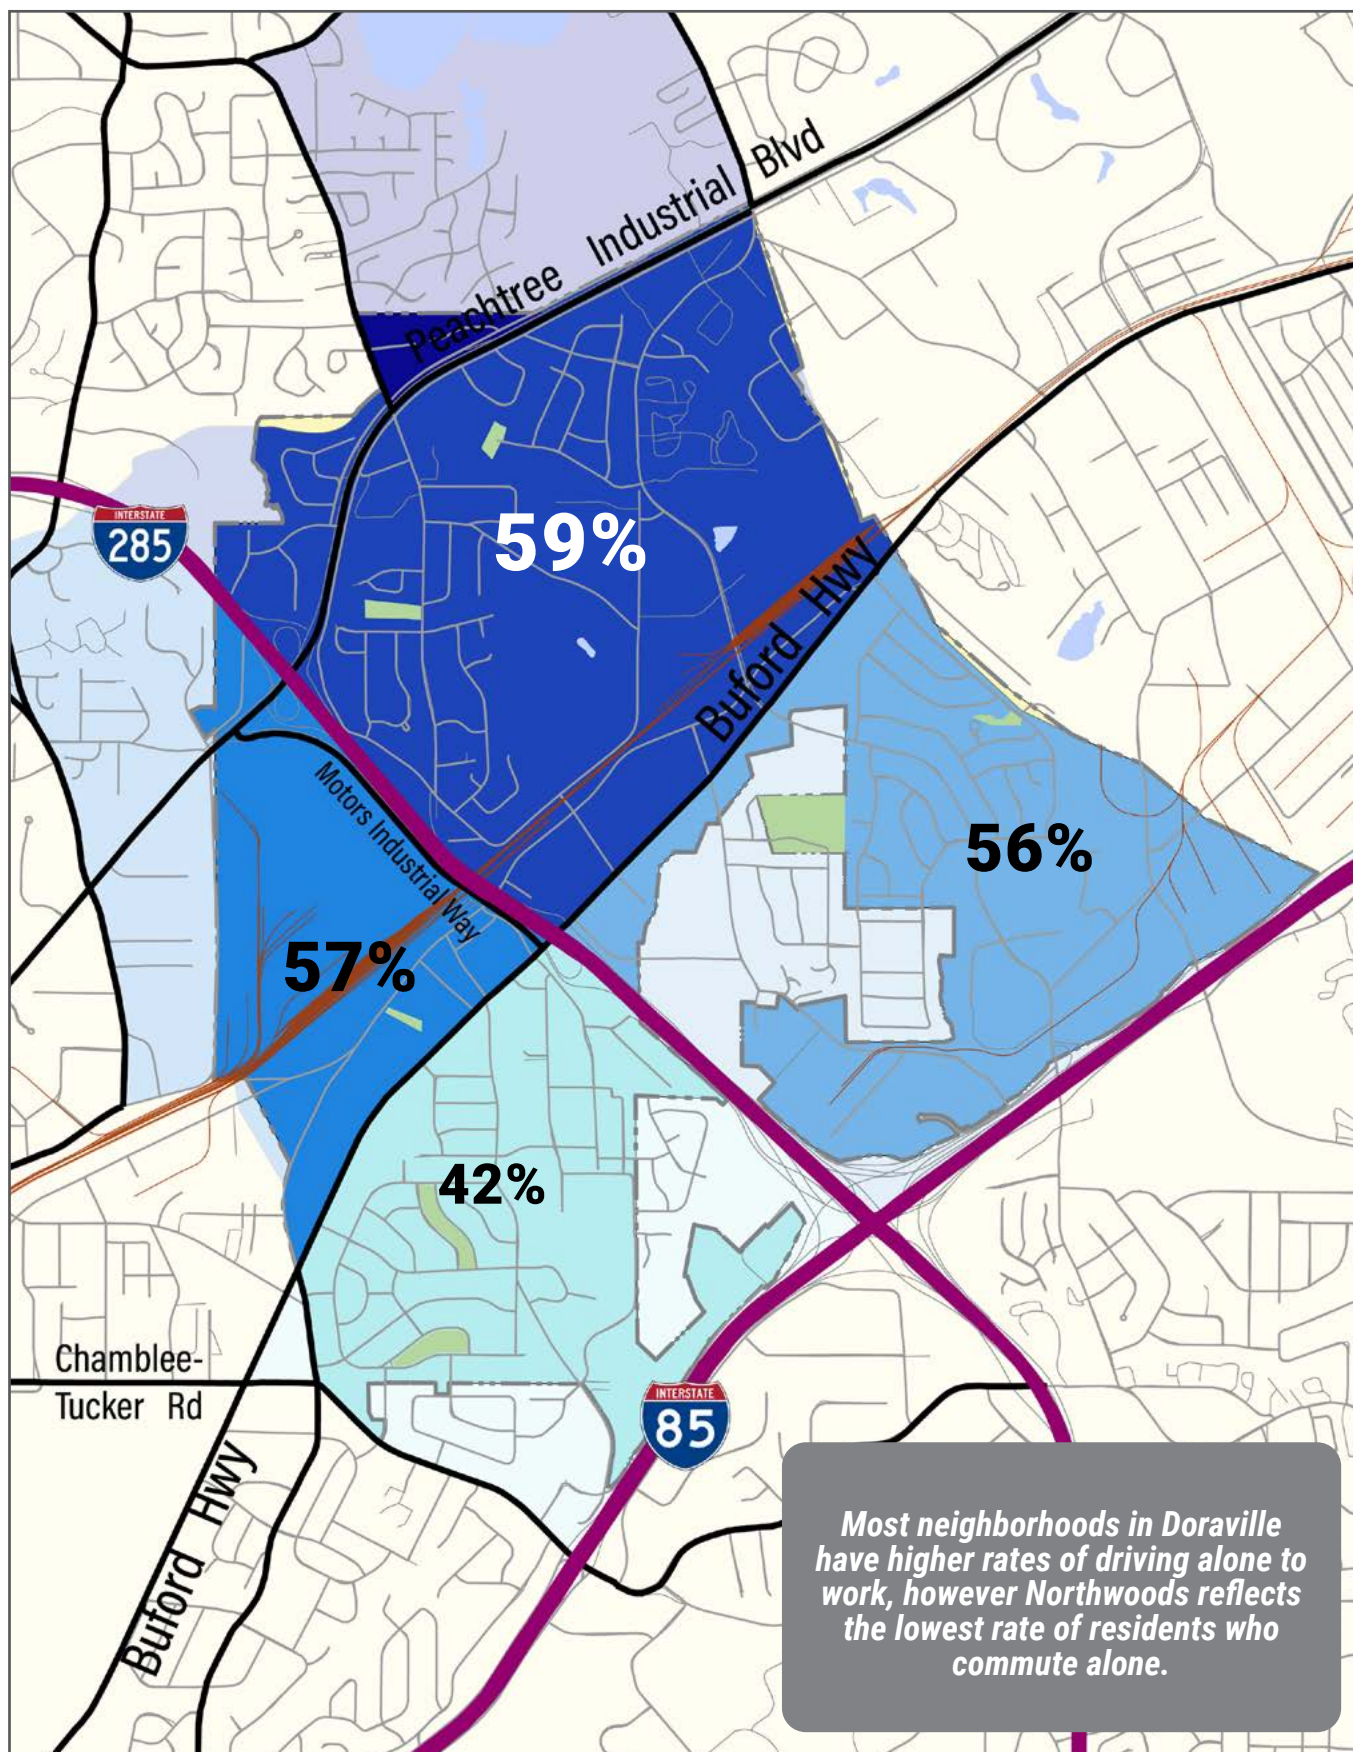 Peachtree Industrial Blvd
INTERSTATE
285
59%
Buford Hwy
Motors Industrial Way
56%
57%
42%
Chamblee-
Tucker Rd
INTERSTATE
85
Buford Hwy
Most neighborhoods in Doraville
have higher rates of driving alone to
work, however Northwoods reflects
the lowest rate of residents who
commute alone.